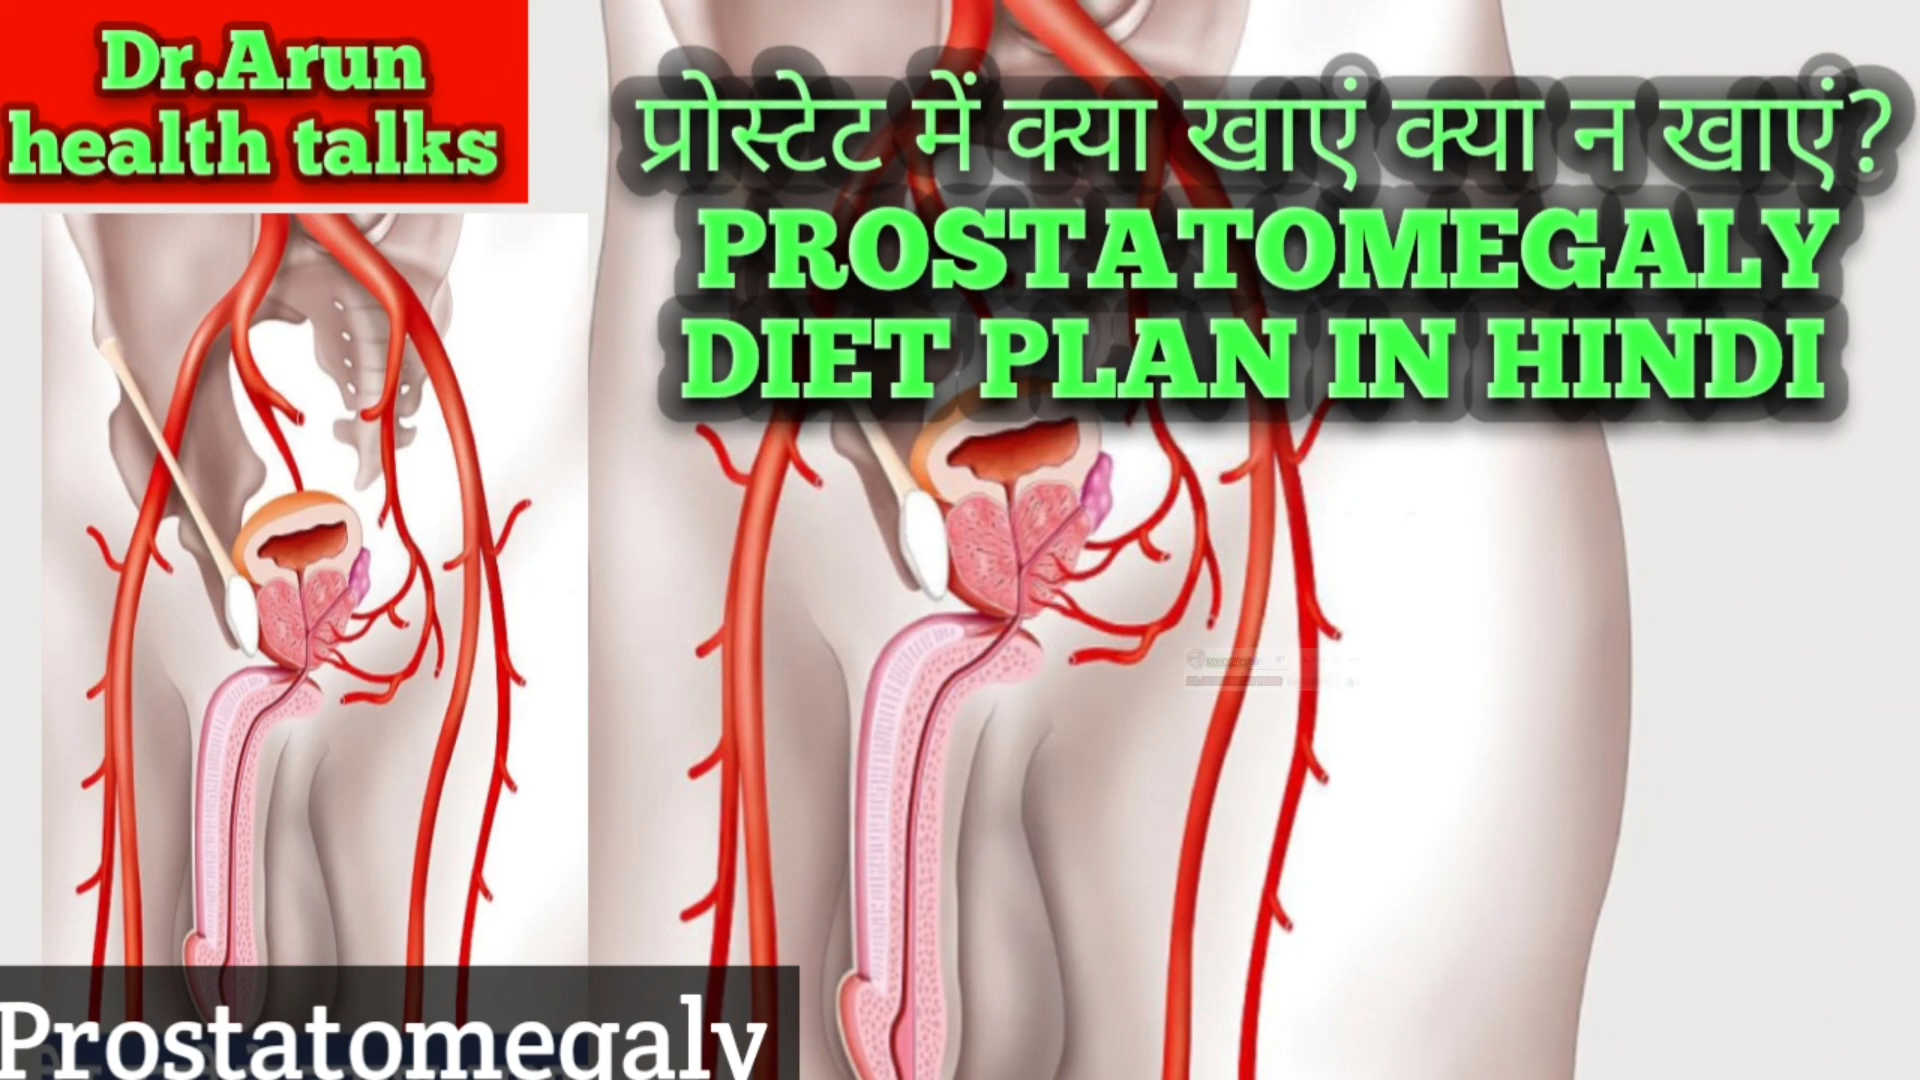 Dr.Arun
health talks
प्रोस्टेट में क्या खाएं क्या न खाएं?
PROSTATOMEGALY
DIET PLAN IN HINDI
Prostatomegaly